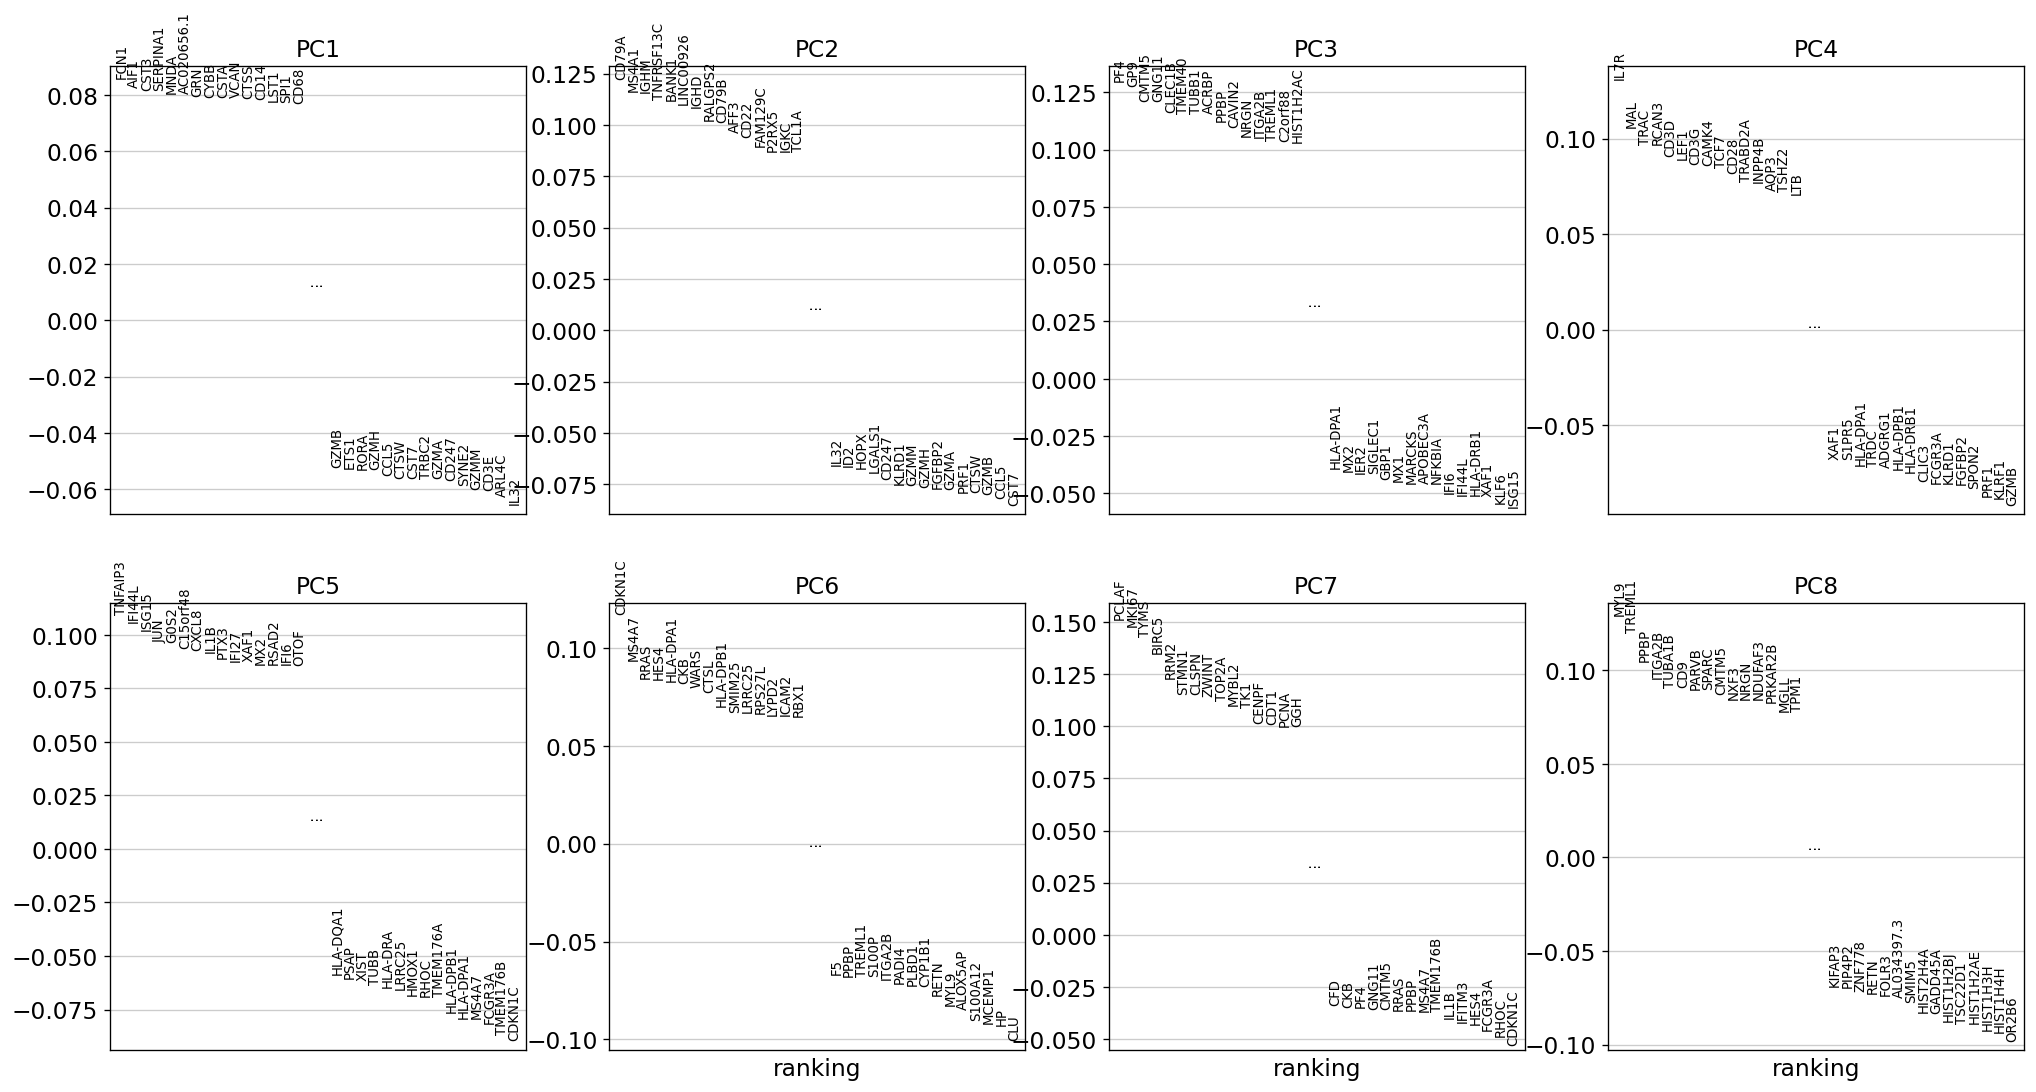 PC1
0.08
0.06
0.04
0.02
0.00
−0.02
−0.04
−0.06
FCN1
AIF1
CST3
SERPINA1
MNDA
AC020656.1
GRN
CYBB
CSTA
VCAN
CTSS
CD14
LST1
SPI1
CD68
...
GZMB
ETS1
RORA
GZMH
CCL5
CTSW
CST7
TRBC2
GZMA
CD247
SYNE2
GZMM
CD3E
ARL4C
IL32
PC2
0.125
0.100
0.075
0.050
0.025
0.000
−0.025
−0.050
−0.075
CD79A
MS4A1
IGHM
TNFRSF13C
BANK1
LINC00926
IGHD
RALGPS2
CD79B
AFF3
CD22
FAM129C
P2RX5
IGKC
TCL1A
...
IL32
ID2
HOPX
LGALS1
CD247
KLRD1
GZMM
GZMH
FGFBP2
GZMA
PRF1
CTSW
GZMB
CCL5
CST7
PC3
0.125
0.100
0.075
0.050
0.025
0.000
−0.025
−0.050
PF4
GP9
CMTM5
GNG11
CLEC1B
TMEM40
TUBB1
ACRBP
PPBP
CAVIN2
NRGN
ITGA2B
TREML1
C2orf88
HIST1H2AC
...
HLA-DPA1
MX2
IER2
SIGLEC1
GBP1
MX1
MARCKS
APOBEC3A
NFKBIA
IFI6
IFI44L
HLA-DRB1
XAF1
KLF6
ISG15
PC4
0.10
0.05
0.00
−0.05
IL7R
MAL
TRAC
RCAN3
CD3D
LEF1
CD3G
CAMK4
TCF7
CD28
TRABD2A
INPP4B
AQP3
TSHZ2
LTB
...
XAF1
S1PR5
HLA-DPA1
TRDC
ADGRG1
HLA-DPB1
HLA-DRB1
CLIC3
FCGR3A
KLRD1
FGFBP2
SPON2
PRF1
KLRF1
GZMB
PC5
0.100
0.075
0.050
0.025
0.000
−0.025
−0.050
−0.075
TNFAIP3
IFI44L
ISG15
JUN
G0S2
C15orf48
CXCL8
IL1B
PTX3
IFI27
XAF1
MX2
RSAD2
IFI6
OTOF
...
HLA-DQA1
PSAP
XIST
TUBB
HLA-DRA
LRRC25
HMOX1
RHOC
TMEM176A
HLA-DPB1
HLA-DPA1
MS4A7
FCGR3A
TMEM176B
CDKN1C
PC6
0.10
0.05
0.00
−0.05
−0.10
CDKN1C
MS4A7
RRAS
HES4
HLA-DPA1
CKB
WARS
CTSL
HLA-DPB1
SMIM25
LRRC25
RPS27L
LYPD2
ICAM2
RBX1
...
F5
PPBP
TREML1
S100P
ITGA2B
PADI4
PLBD1
CYP1B1
RETN
MYL9
ALOX5AP
S100A12
MCEMP1
HP
CLU
ranking
PC7
0.150
0.125
0.100
0.075
0.050
0.025
0.000
−0.025
−0.050
PCLAF
MKI67
TYMS
BIRC5
RRM2
STMN1
CLSPN
ZWINT
TOP2A
MYBL2
TK1
CENPF
CDT1
PCNA
GGH
...
CFD
CKB
PF4
GNG11
CMTM5
RRAS
PPBP
MS4A7
TMEM176B
IL1B
IFITM3
HES4
FCGR3A
RHOC
CDKN1C
ranking
PC8
0.10
0.05
0.00
−0.05
−0.10
MYL9
TREML1
PPBP
ITGA2B
TUBA1B
CD9
PARVB
SPARC
CMTM5
NXF3
NRGN
NDUFAF3
PRKAR2B
MGLL
TPM1
...
KIFAP3
PIP4P2
ZNF778
RETN
FOLR3
AL034397.3
SMIM5
HIST2H4A
GADD45A
HIST1H2BJ
TSC22D1
HIST1H2AE
HIST1H3H
HIST1H4H
OR2B6
ranking